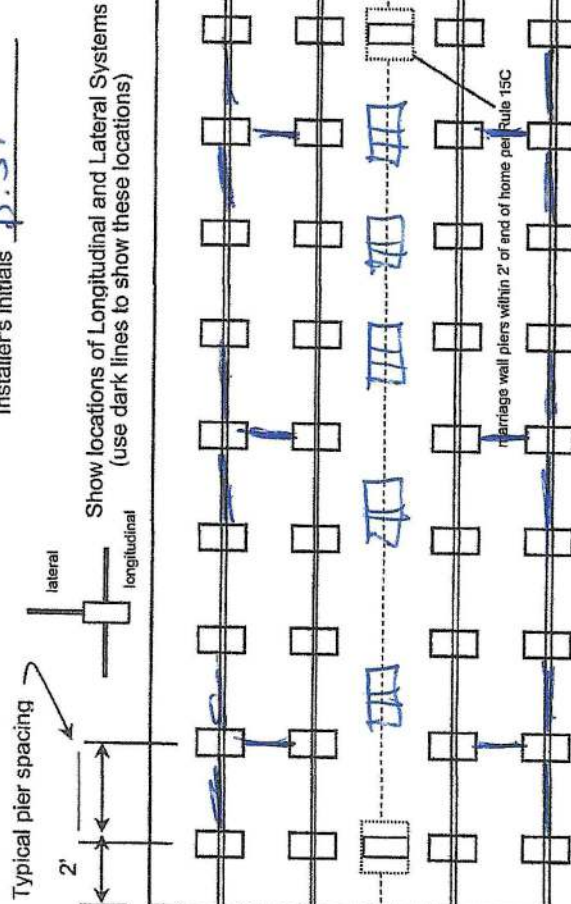 Installer's Initials
Typical pier spacing
lateral
longitudinal
Show locations of Longitudinal and Lateral Systems
(use dark lines to show these locations)
2'
marriage wall piers within 2' of end of home per Rule 15C